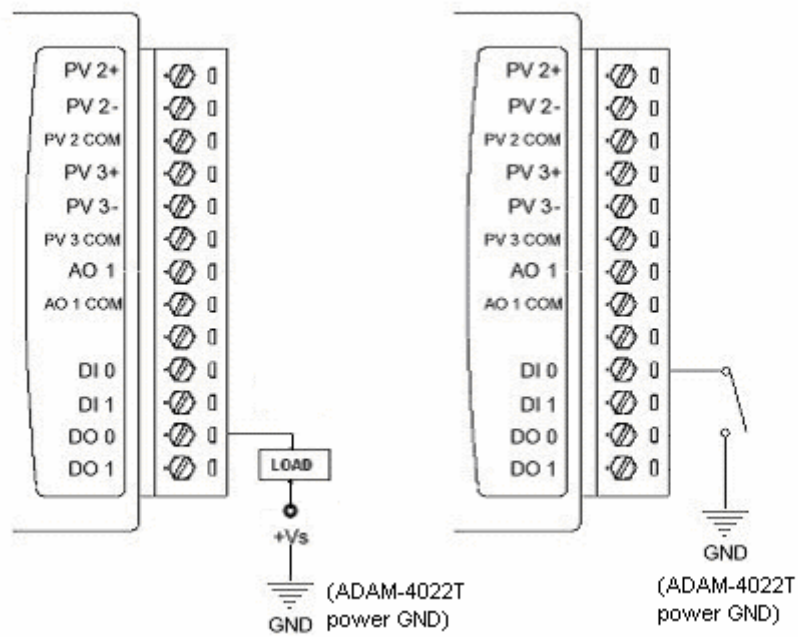 PV 2+
PV 2-
PV 2 COM
PV 3+
PV 3-
PV 3 COM
AO 1
AO 1 COM
DI 0
DI 1
DO 0
DO 1
LOAD
+Vs
GND
(ADAM-4022T
power GND)
PV 2+
PV 2-
PV 2 COM
PV 3+
PV 3-
PV 3 COM
AO 1
AO 1 COM
DI 0
DI 1
DO 0
DO 1
GND
(ADAM-4022T
power GND)